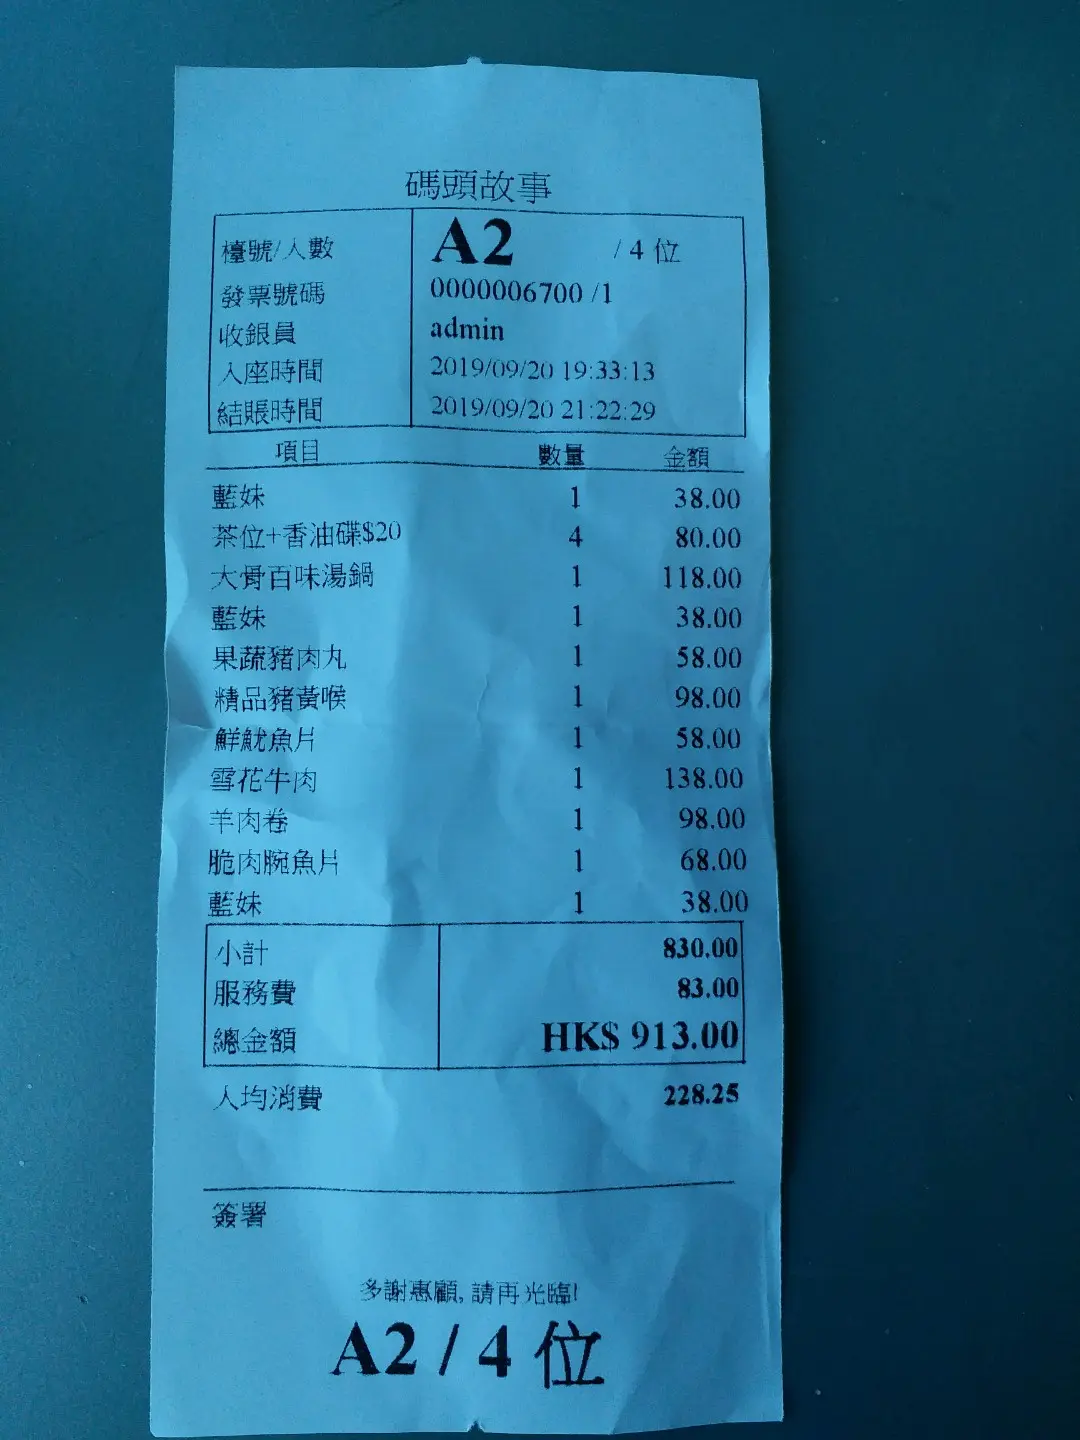 碼頭故事
檯號/人數 A2 / 4 位
發票號碼 0000006700 /1
收銀員 admin
入座時間 2019/09/20 19:33:13
結賬時間 2019/09/20 21:22:29
項目 數量 金額
藍妹 1 38.00
茶位+香油碟$20 4 80.00
大骨百味湯鍋 1 118.00
藍妹 1 38.00
果蔬豬肉丸 1 58.00
精品豬黃喉 1 98.00
鮮魷魚片 1 58.00
雪花牛肉 1 138.00
羊肉卷 1 98.00
脆肉腕魚片 1 68.00
藍妹 1 38.00
小計 830.00
服務費 83.00
總金額 HK$ 913.00
人均消費 228.25
簽署
多謝惠顧, 請再光臨!
A2 / 4 位